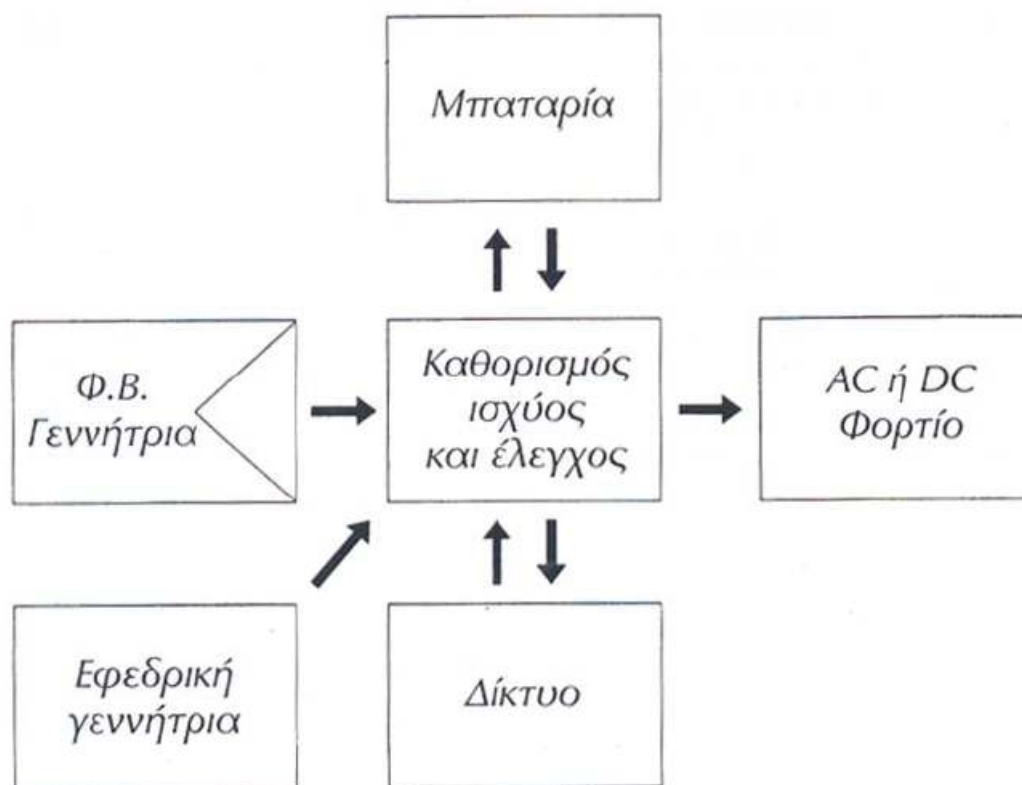 Μπαταρία
Φ.Β.
Γεννήτρια
Καθορισμός
ισχύος
και έλεγχος
AC ή DC
Φορτίο
Εφεδρική
γεννήτρια
Δίκτυο